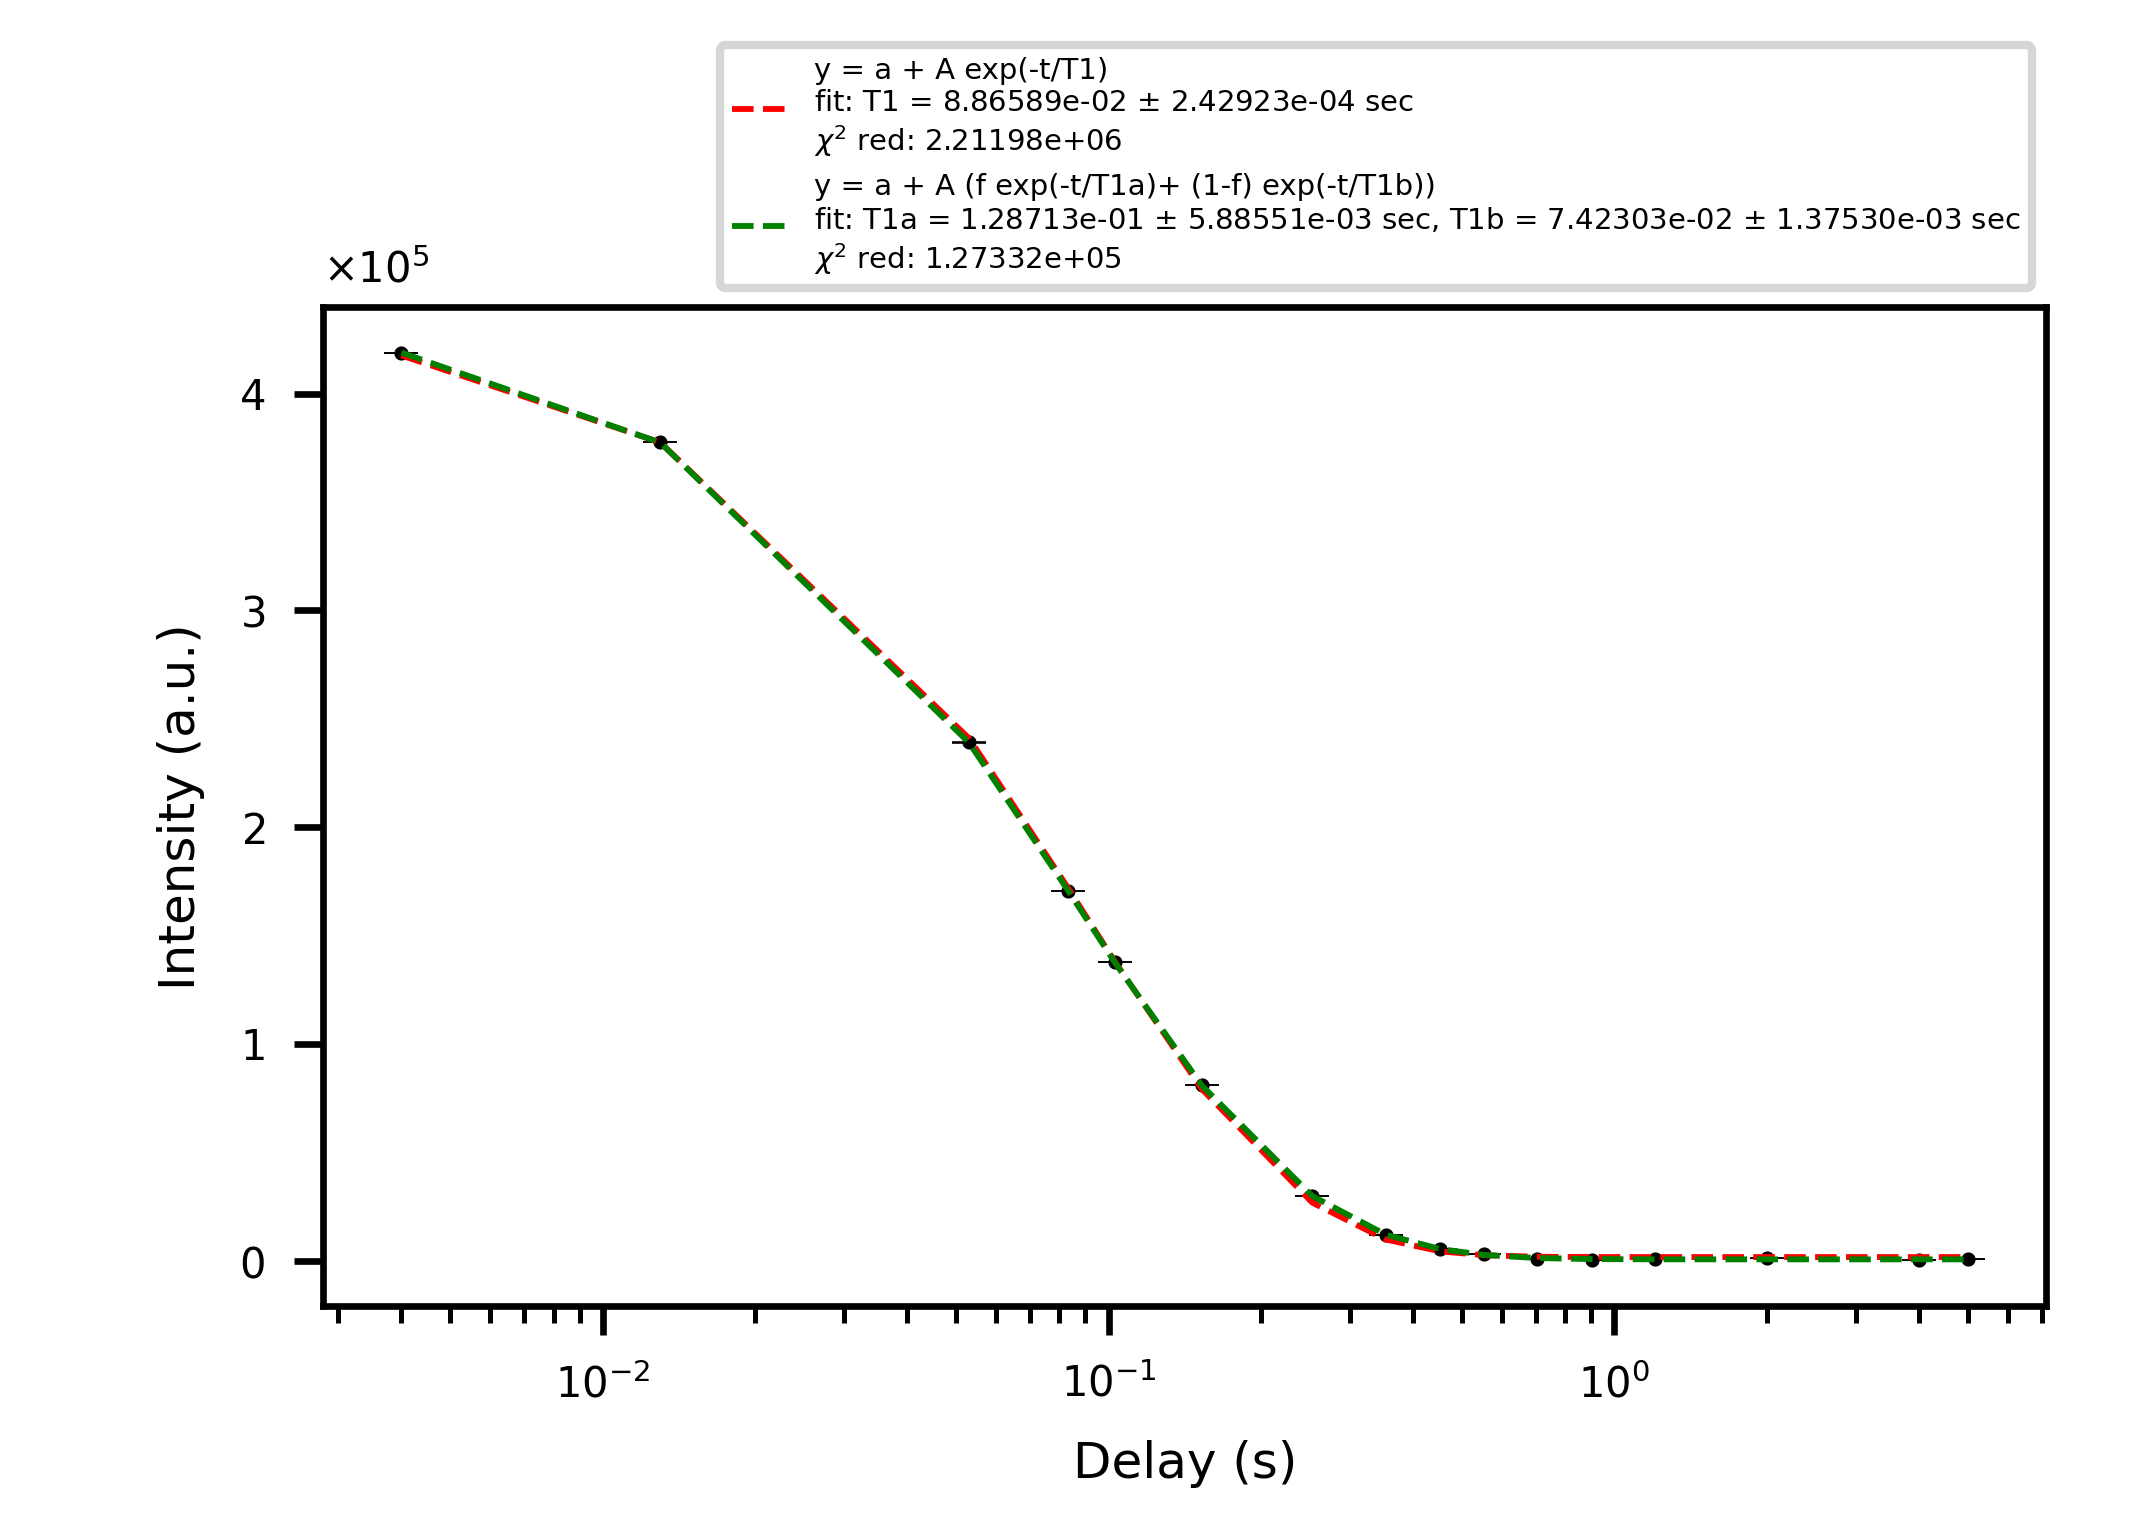 y = a + A exp(-t/T1)
fit: T1 = 8.86589e-02 ± 2.42923e-04 sec
χ² red: 2.21198e+06
y = a + A (f exp(-t/T1a)+ (1-f) exp(-t/T1b))
fit: T1a = 1.28713e-01 ± 5.88551e-03 sec, T1b = 7.42303e-02 ± 1.37530e-03 sec
χ² red: 1.27332e+05
×10⁵
4
3
2
1
0
Intensity (a.u.)
10⁻² 10⁻¹ 10⁰
Delay (s)